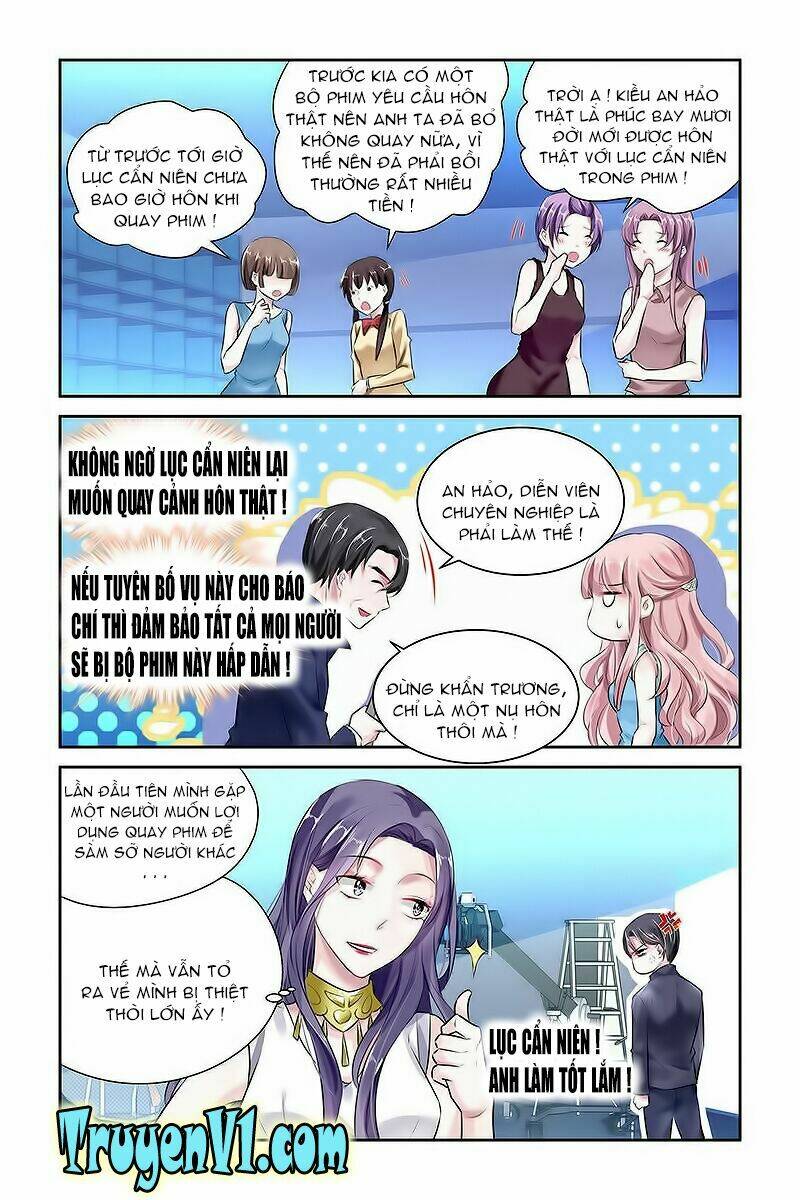 TỪ TRƯỚC TỚI GIỜ
LỤC CẨN NIÊN CHƯA
BAO GIỜ HÔN KHI
QUAY PHIM !
TRƯỚC KIA CÓ MỘT
BỘ PHIM YÊU CẦU HÔN
THẬT NÊN ANH TA ĐÃ BỎ
KHÔNG QUAY NỮA, VÌ
THẾ NÊN ĐÃ PHẢI BỒI
THƯỜNG RẤT NHIỀU
TIỀN !
TRỜI A ! KIỀU AN HẢO
THẬT LÀ PHÚC BAY MƯƠI
ĐỜI MỚI ĐƯỢC HÔN
THẬT VỚI LỤC CẨN NIÊN
TRONG PHIM !
KHÔNG NGỜ LỤC CẨN NIÊN LẠI
MUỐN QUAY CẢNH HÔN THẬT !
NẾU TUYÊN BỐ VỤ NÀY CHO BÁO
CHÍ THÌ ĐẢM BẢO TẤT CẢ MỌI NGƯỜI
SẼ BỊ BỘ PHIM NÀY HẤP DẪN !
AN HẢO, DIỄN VIÊN
CHUYÊN NGHIỆP LÀ
PHẢI LÀM THẾ !
ĐỪNG KHẨN TRƯƠNG,
CHỈ LÀ MỘT NỤ HÔN
THÔI MÀ !
LẦN ĐẦU TIÊN MÌNH GẶP
MỘT NGƯỜI MUỐN LỢI
DỤNG QUAY PHIM ĐỂ
SÀM SỠ NGƯỜI KHÁC
. . .
THẾ MÀ VẪN TỎ
RA VẺ MÌNH BỊ THIỆT
THÒI LỚN ẤY !
LỤC CẨN NIÊN !
ANH LÀM TỐT LẮM !
TruyenV1.com